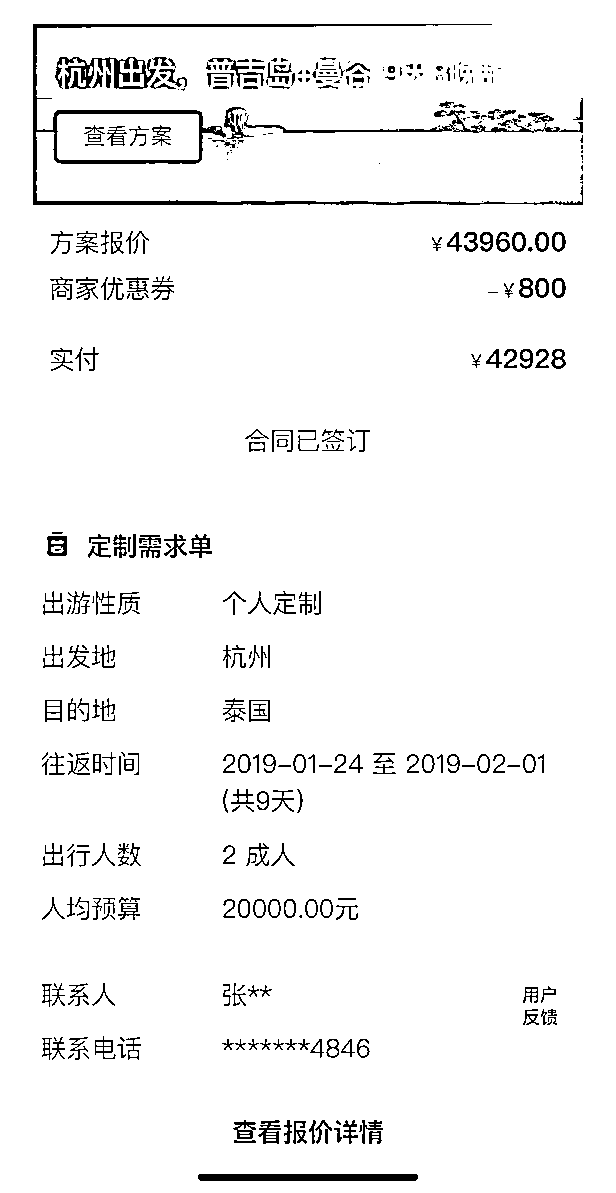 杭州出发，普吉岛+曼谷9天8晚
查看方案
方案报价 ￥43960.00
商家优惠券 -￥800
实付 ￥42928
合同已签订
定制需求单
出游性质 个人定制
出发地 杭州
目的地 泰国
往返时间 2019-01-24 至 2019-02-01
(共9天)
出行人数 2 成人
人均预算 20000.00元
联系人 张**
用户
反馈
联系电话 *******4846
查看报价详情